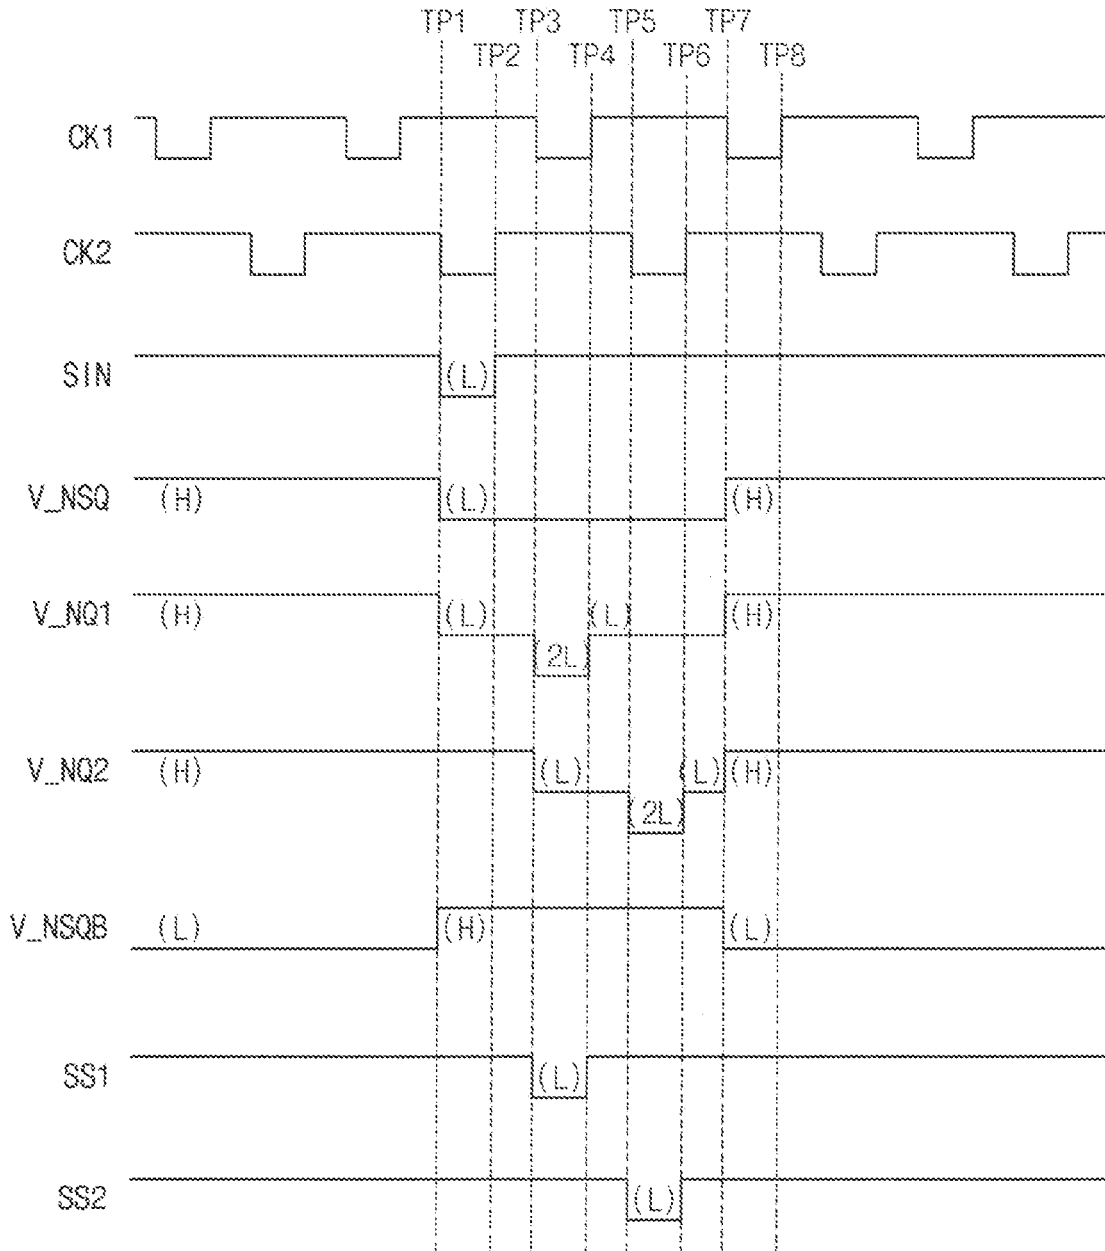 TP1 TP3 TP5 TP7
TP2 TP4 TP6 TP8
CK1
CK2
SIN (L)
V_NSQ (H) (L) (H)
V_NQ1 (H) (L) (2L) (L) (H)
V_NQ2 (H) (L) (2L) (L) (H)
V_NSQB (L) (H) (L)
SS1 (L)
SS2 (L)